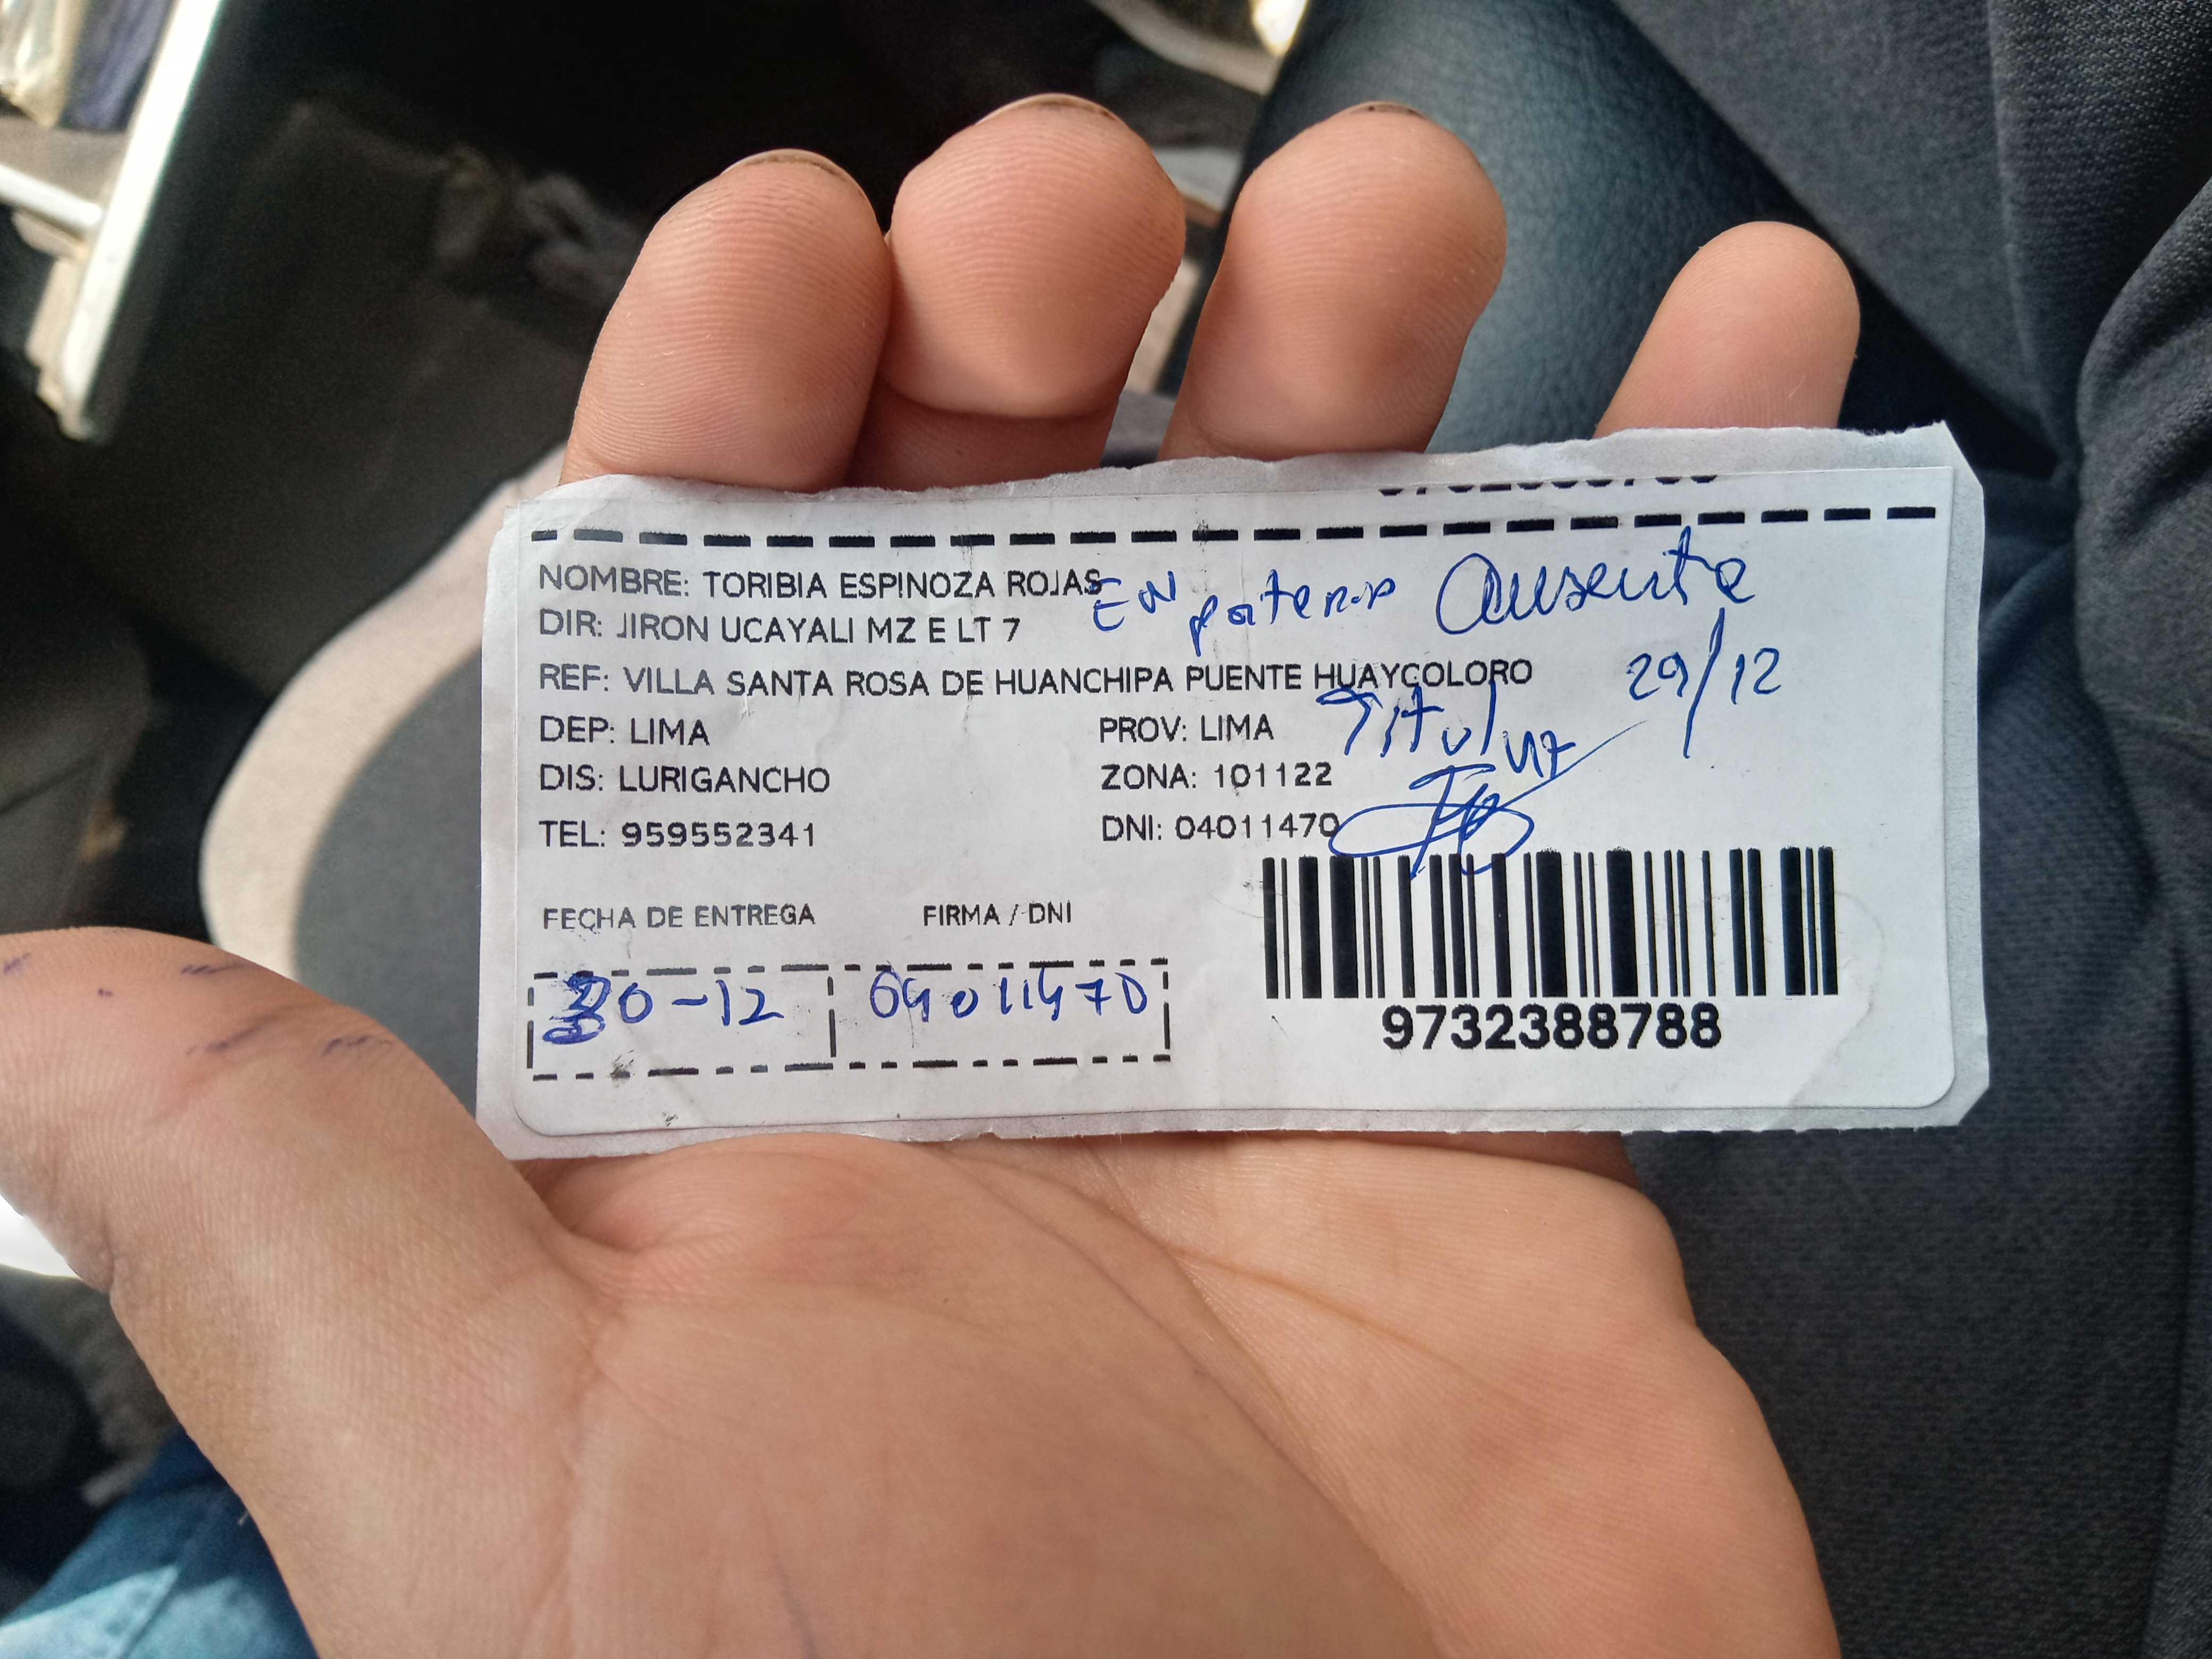 NOMBRE: TORIBIA ESPINOZA ROJAS
EN Ausente
DIR: JIRON UCAYALI MZ E LT 7
REF: VILLA SANTA ROSA DE HUANCHIPA PUENTE HUAYCOLORO
29/12
DEP: LIMA PROV: LIMA
DIS: LURIGANCHO ZONA: 101122
TEL: 959552341 DNI: 04011470
FECHA DE ENTREGA FIRMA / DNI
30-12 04011470
9732388788